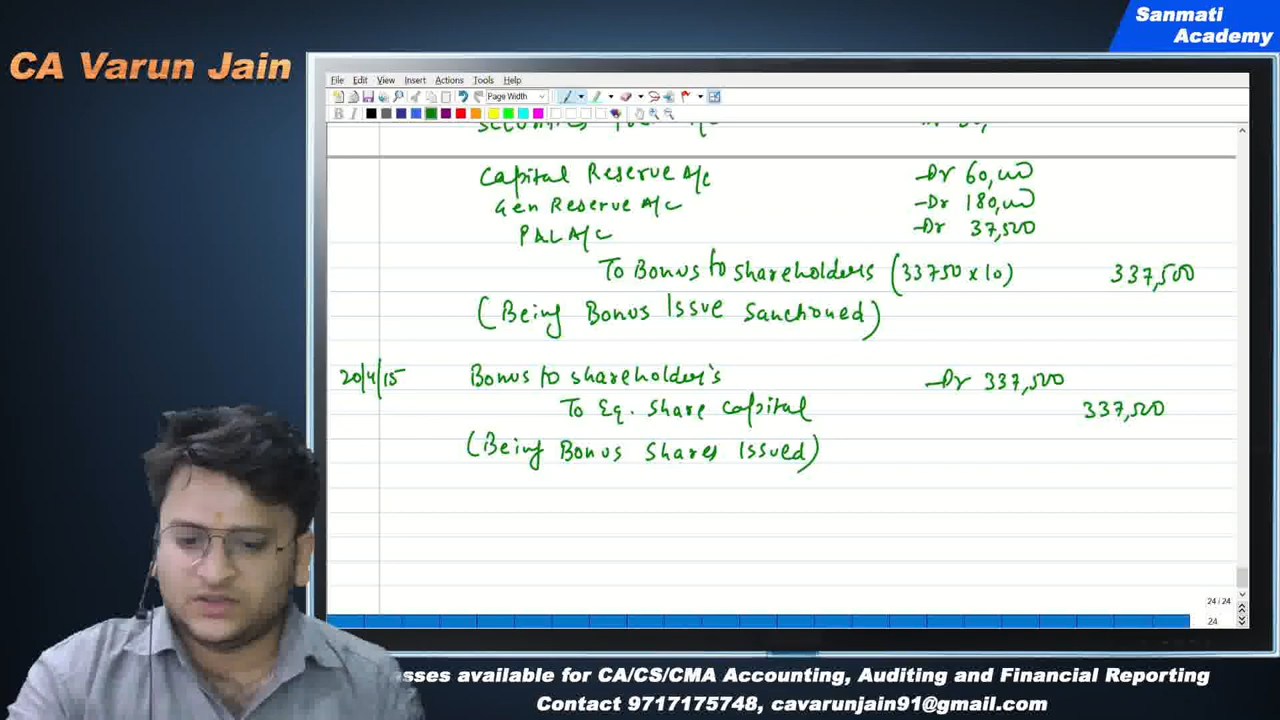 Sanmati
Academy
CA Varun Jain
File Edit View Insert Actions Tools Help
Page Width
B I
Capital Reserve A/c -Dr 60,000
Gen Reserve A/c -Dr 180,000
P&L A/c -Dr 37,500
To Bonus to shareholders (33750 x 10) 337,500
(Being Bonus Issue Sanctioned)
20/4/15 Bonus to shareholder's -Dr 337,500
To Eq. Share capital 337,500
(Being Bonus Shares Issued)
24 / 24
24
sses available for CA/CS/CMA Accounting, Auditing and Financial Reporting
Contact 9717175748, cavarunjain91@gmail.com